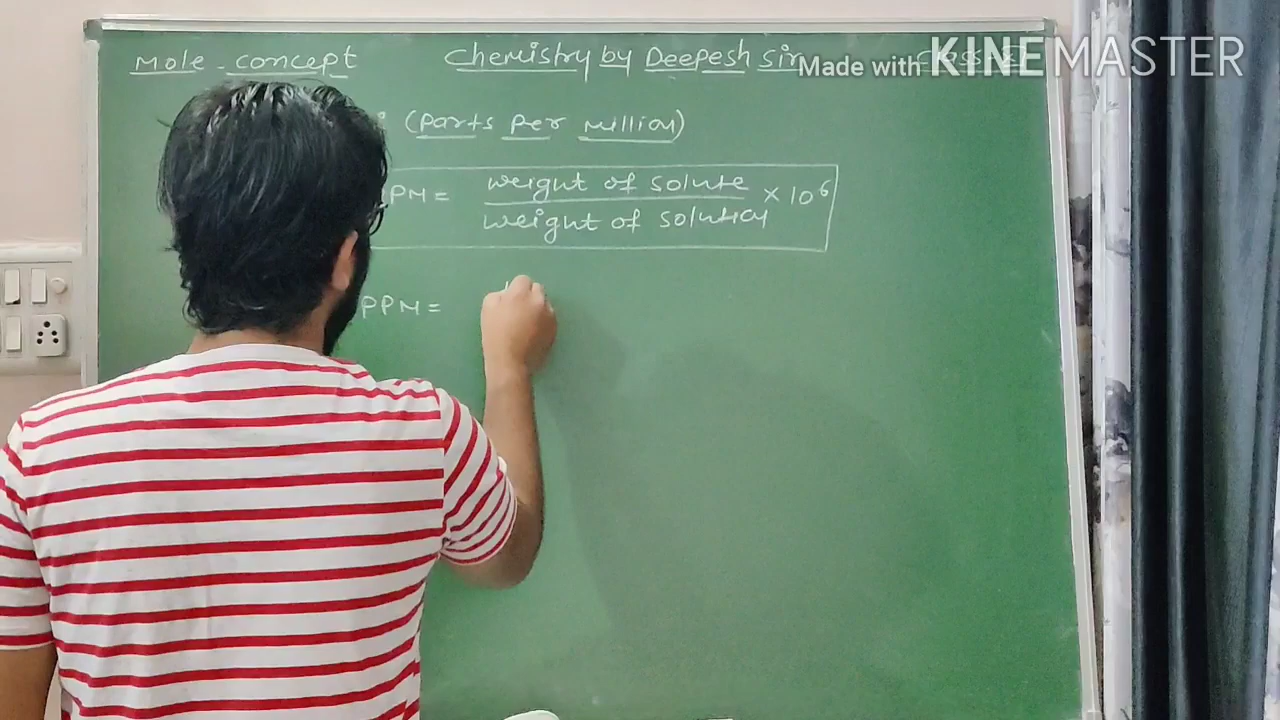 Mole - concept Chemistry by Deepesh sir
Made with KINEMASTER
(Parts Per Million)
PM = weight of solute
weight of solution × 10⁶
PPM =